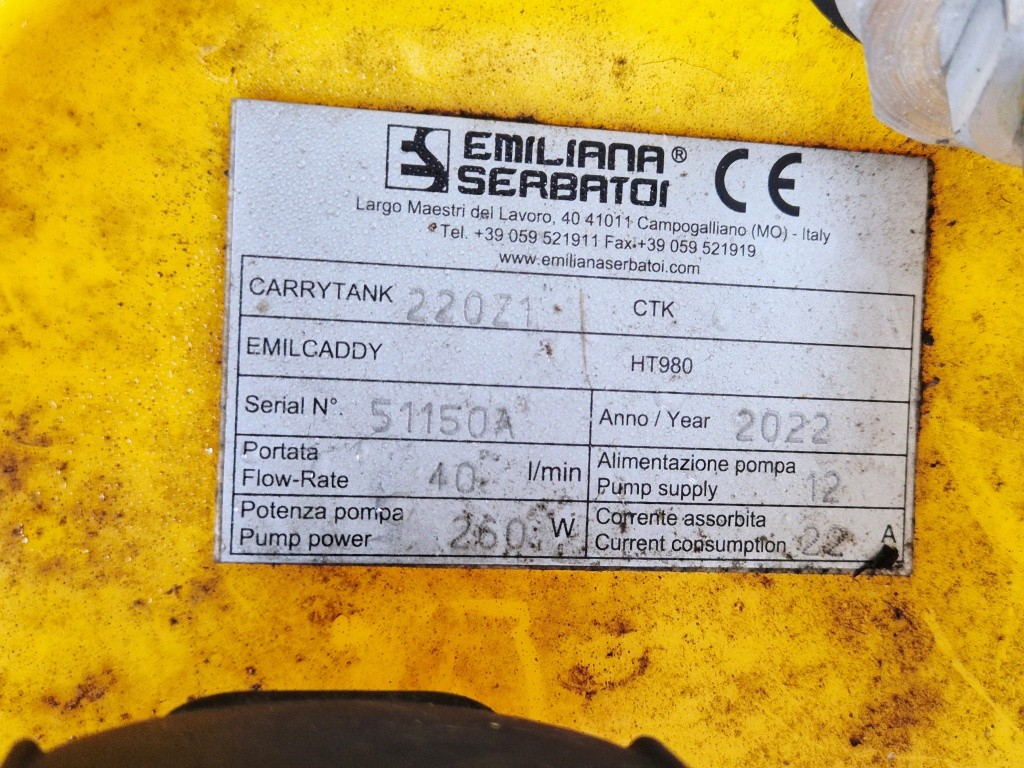 EMILIANA®
SERBATOI
CE
Largo Maestri del Lavoro, 40 41011 Campogalliano (MO) - Italy
Tel. +39 059 521911 Fax +39 059 521919
www.emilianaserbatoi.com
CARRYTANK 220Z1 CTK
EMILCADDY HT980
Serial N°. 51150A Anno / Year 2022
Portata
Flow-Rate 40 l/min
Alimentazione pompa
Pump supply 12
Potenza pompa
Pump power 260 W
Corrente assorbita
Current consumption 22 A